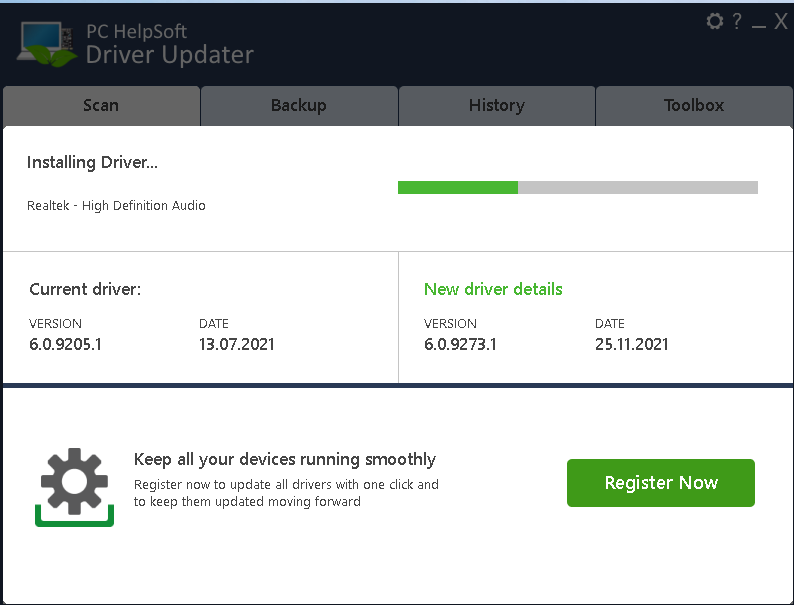 PC HelpSoft
Driver Updater
?
X
Scan
Backup
History
Toolbox
Installing Driver...
Realtek - High Definition Audio
Current driver:
VERSION
DATE
6.0.9205.1
13.07.2021
New driver details
VERSION
DATE
6.0.9273.1
25.11.2021
Keep all your devices running smoothly
Register now to update all drivers with one click and
to keep them updated moving forward
Register Now